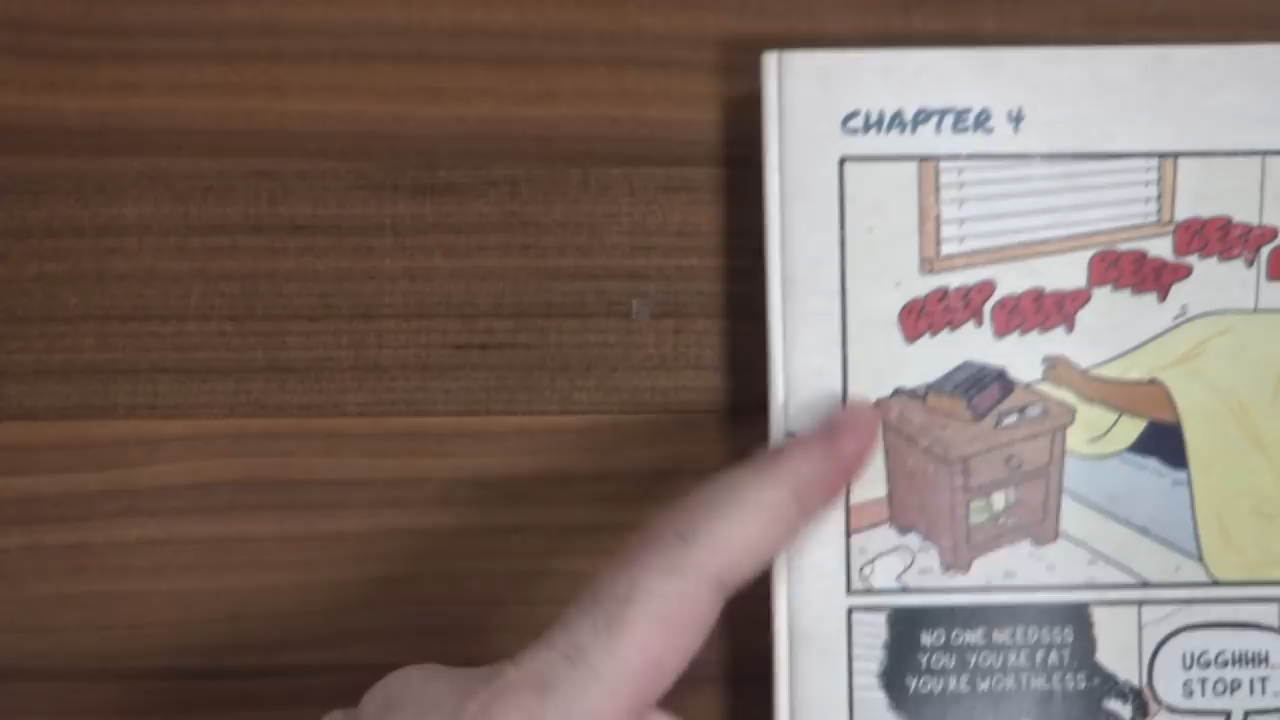 CHAPTER 4
BEEP BEEP BEEP BEEP
NO ONE NEEDSSS
YOU YOU'RE FAT.
YOU'RE WORTHLESS-
UGGHHH...
STOP IT.